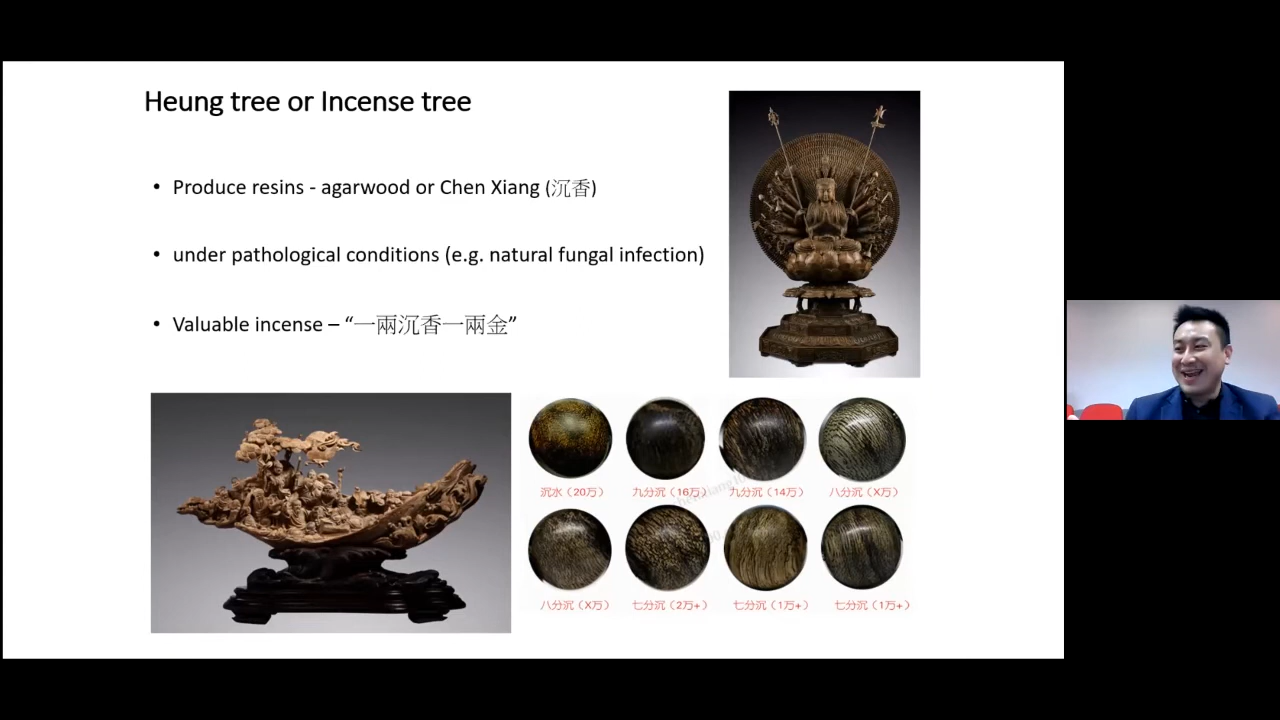 Heung tree or Incense tree
• Produce resins - agarwood or Chen Xiang (沉香)
• under pathological conditions (e.g. natural fungal infection)
• Valuable incense – “一兩沉香一兩金”
沉水（20万） 九分沉（16万） 九分沉（14万） 八分沉（X万）
八分沉（X万） 七分沉（2万+） 七分沉（1万+） 七分沉（1万+）